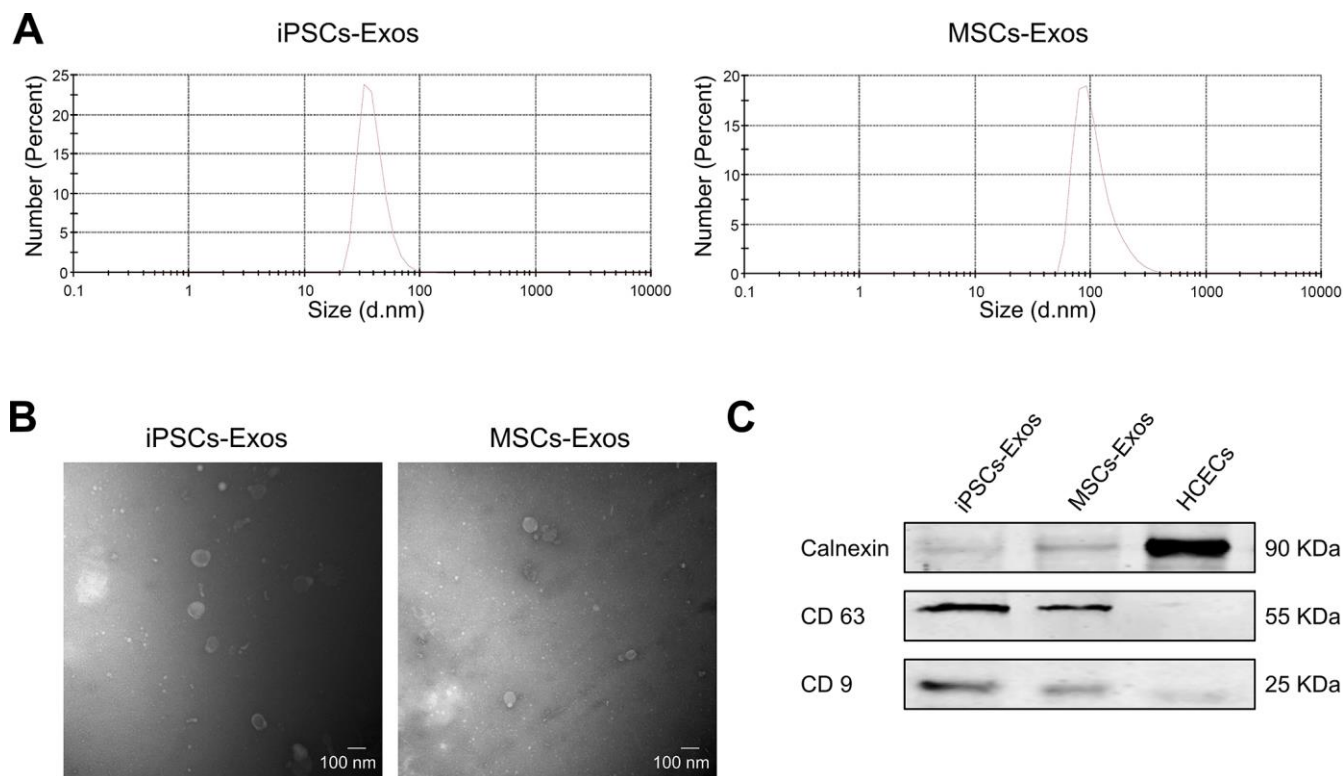 A
iPSCs-Exos
MSCs-Exos
Number (Percent)
25
20
15
10
5
0
0.1
1
10
100
1000
10000
Size (d.nm)
Number (Percent)
20
15
10
5
0
0.1
1
10
100
1000
10000
Size (d.nm)
B
iPSCs-Exos
MSCs-Exos
100 nm
100 nm
C
iPSCs-Exos
MSCs-Exos
HCECs
Calnexin
90 KDa
CD 63
55 KDa
CD 9
25 KDa